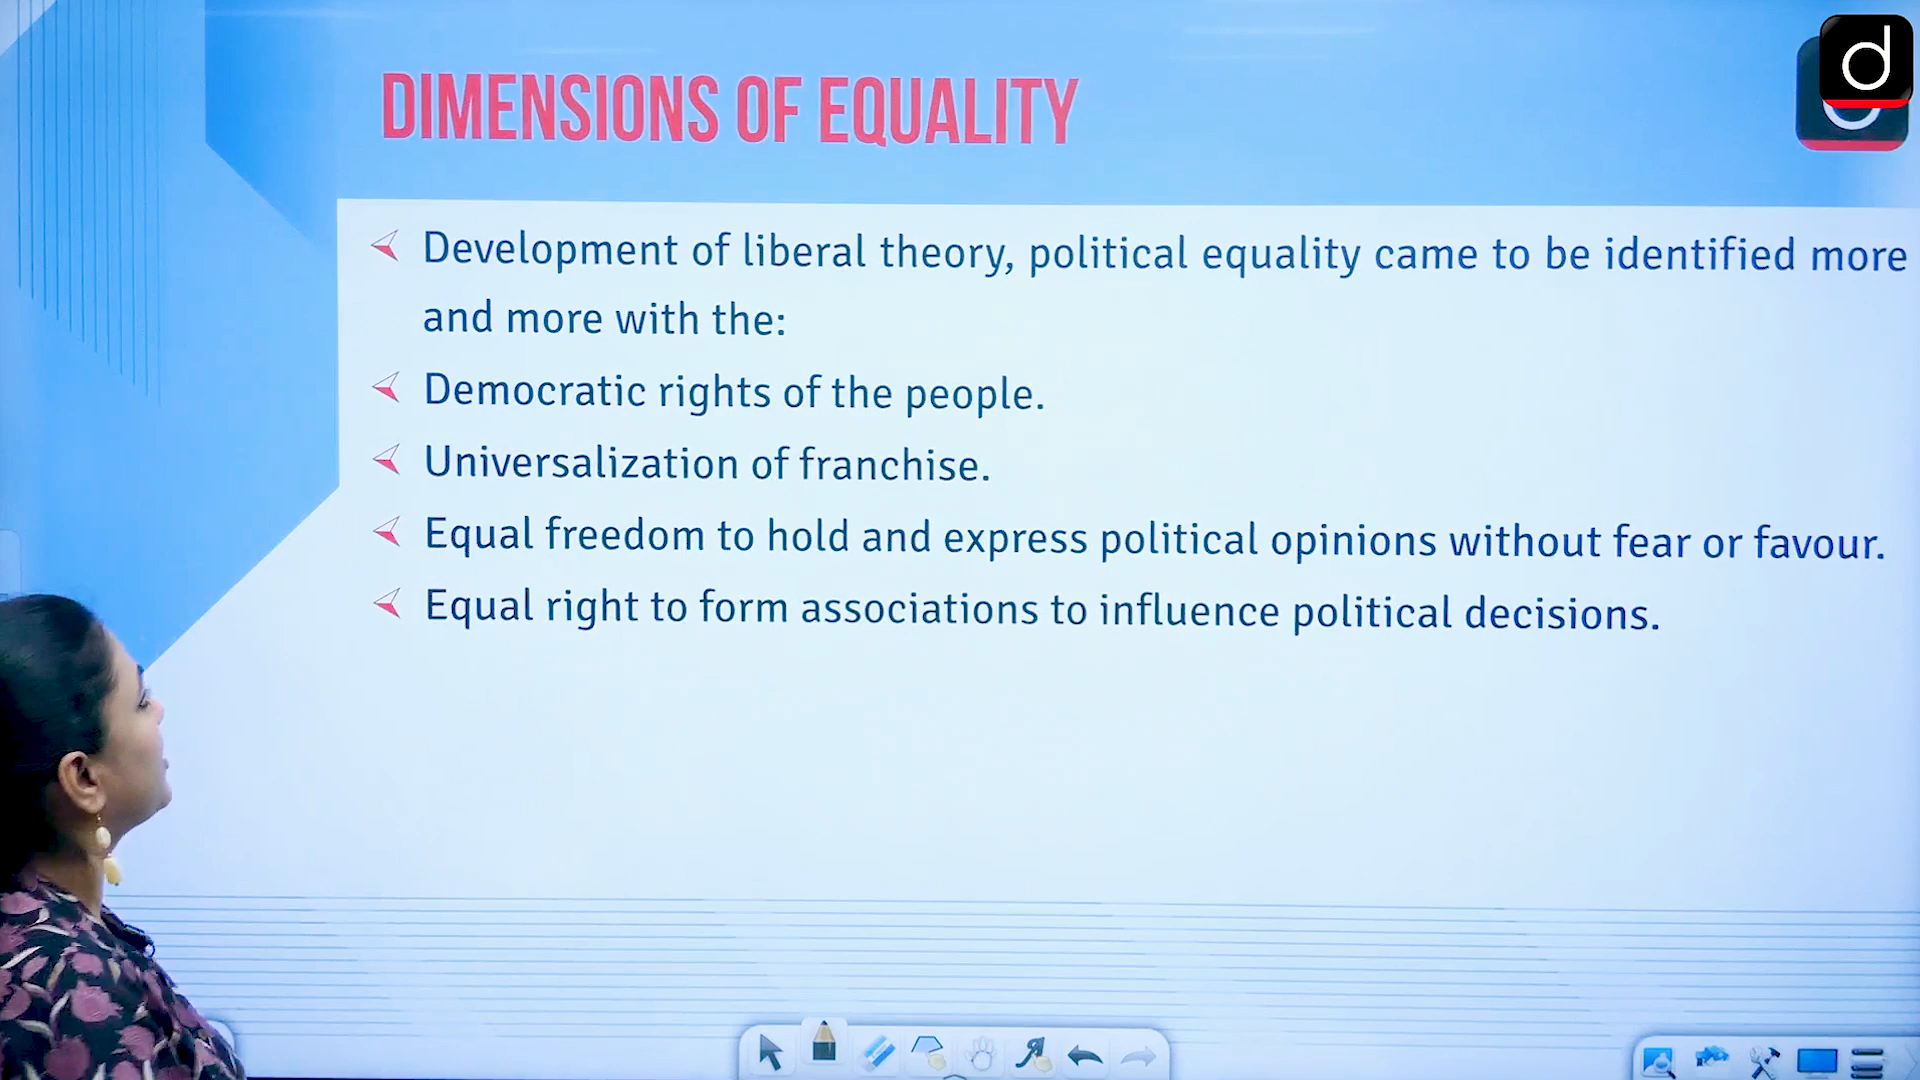 DIMENSIONS OF EQUALITY
Development of liberal theory, political equality came to be identified more
and more with the:
Democratic rights of the people.
Universalization of franchise.
Equal freedom to hold and express political opinions without fear or favour.
Equal right to form associations to influence political decisions.
d